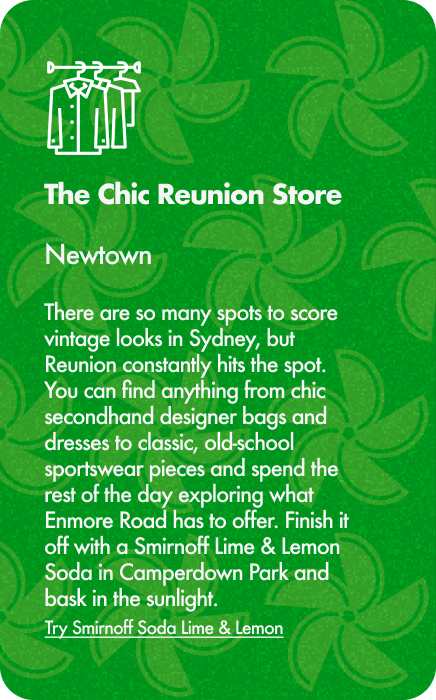 The Chic Reunion Store
Newtown
There are so many spots to score
vintage looks in Sydney, but
Reunion constantly hits the spot.
You can find anything from chic
secondhand designer bags and
dresses to classic, old-school
sportswear pieces and spend the
rest of the day exploring what
Enmore Road has to offer. Finish it
off with a Smirnoff Lime & Lemon
Soda in Camperdown Park and
bask in the sunlight.
Try Smirnoff Soda Lime & Lemon